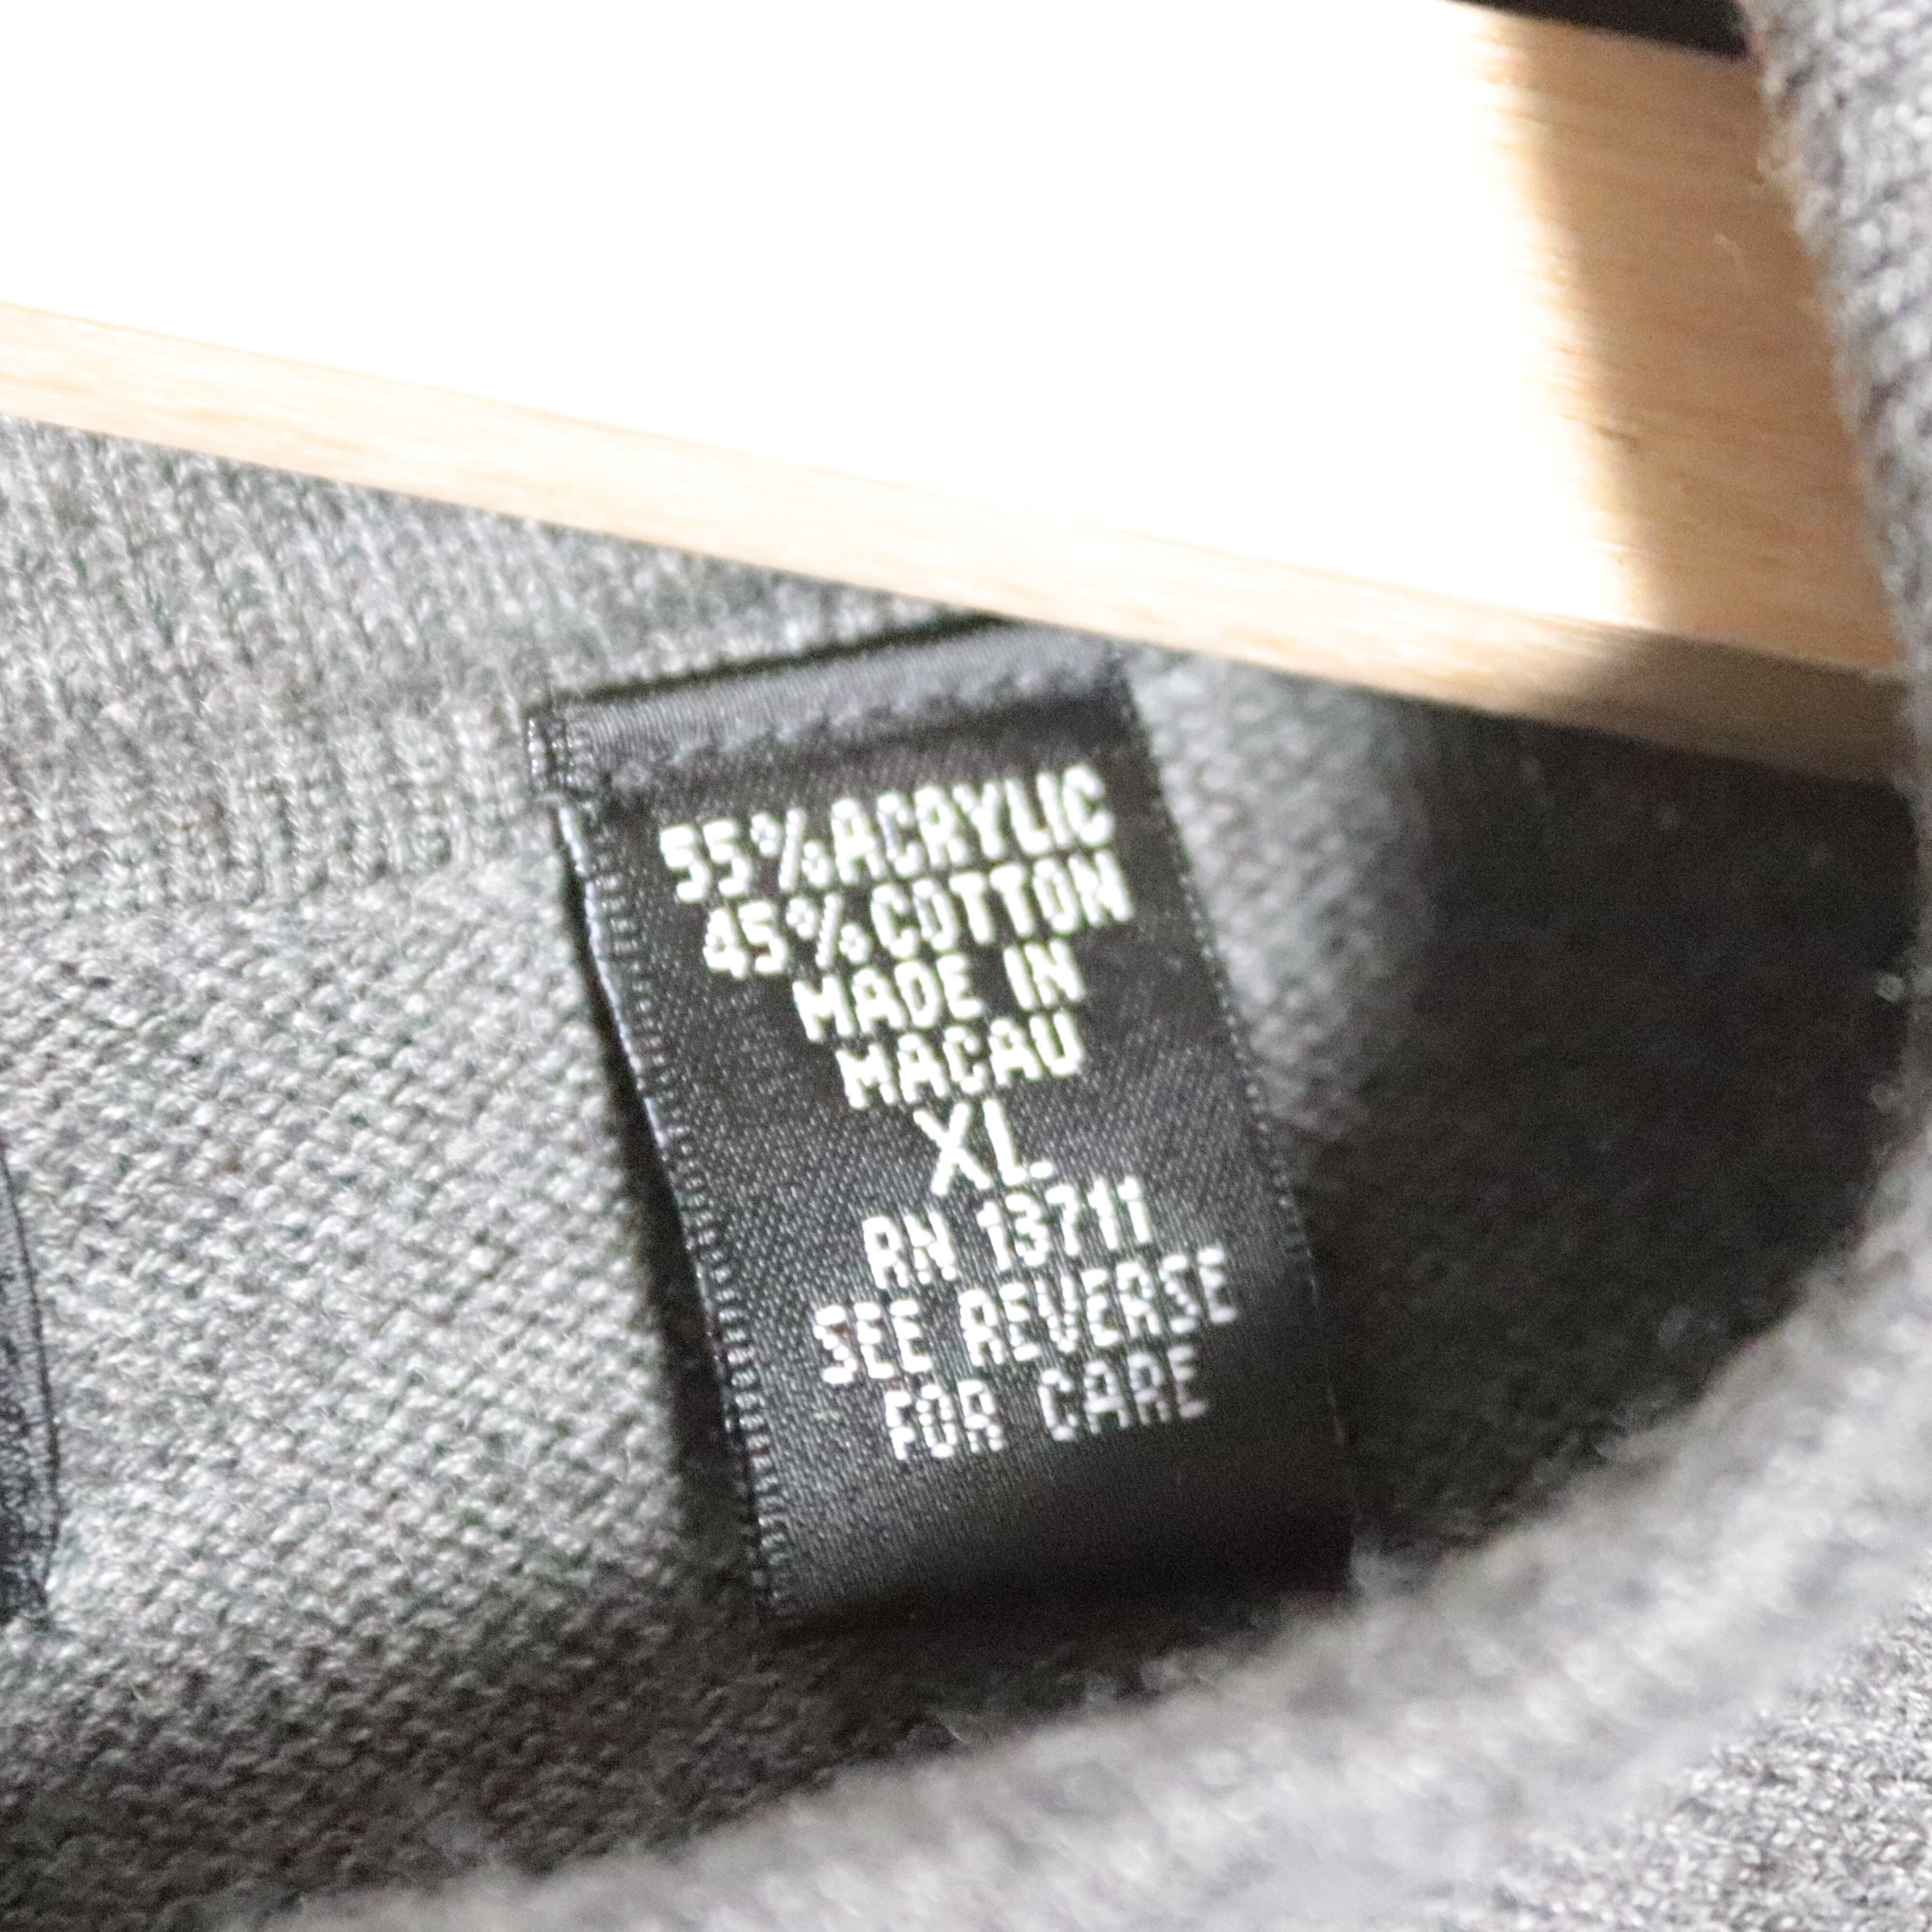 55% ACRYLIC
45% COTTON
MADE IN
MACAU
XL
RN 13711
SEE REVERSE
FOR CARE